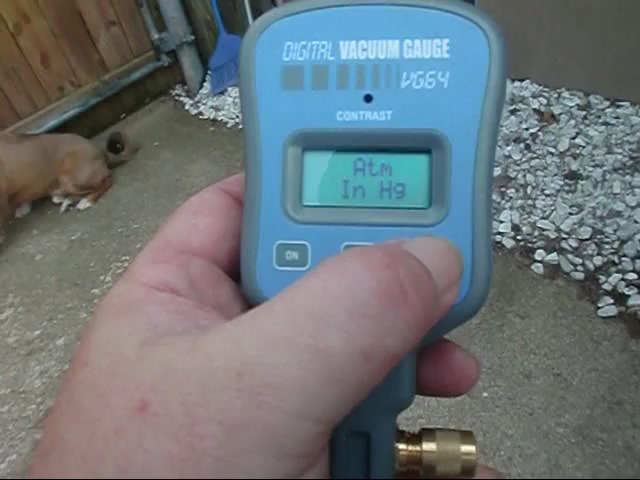 DIGITAL VACUUM GAUGE
VG64
CONTRAST
Atm
In Hg
ON